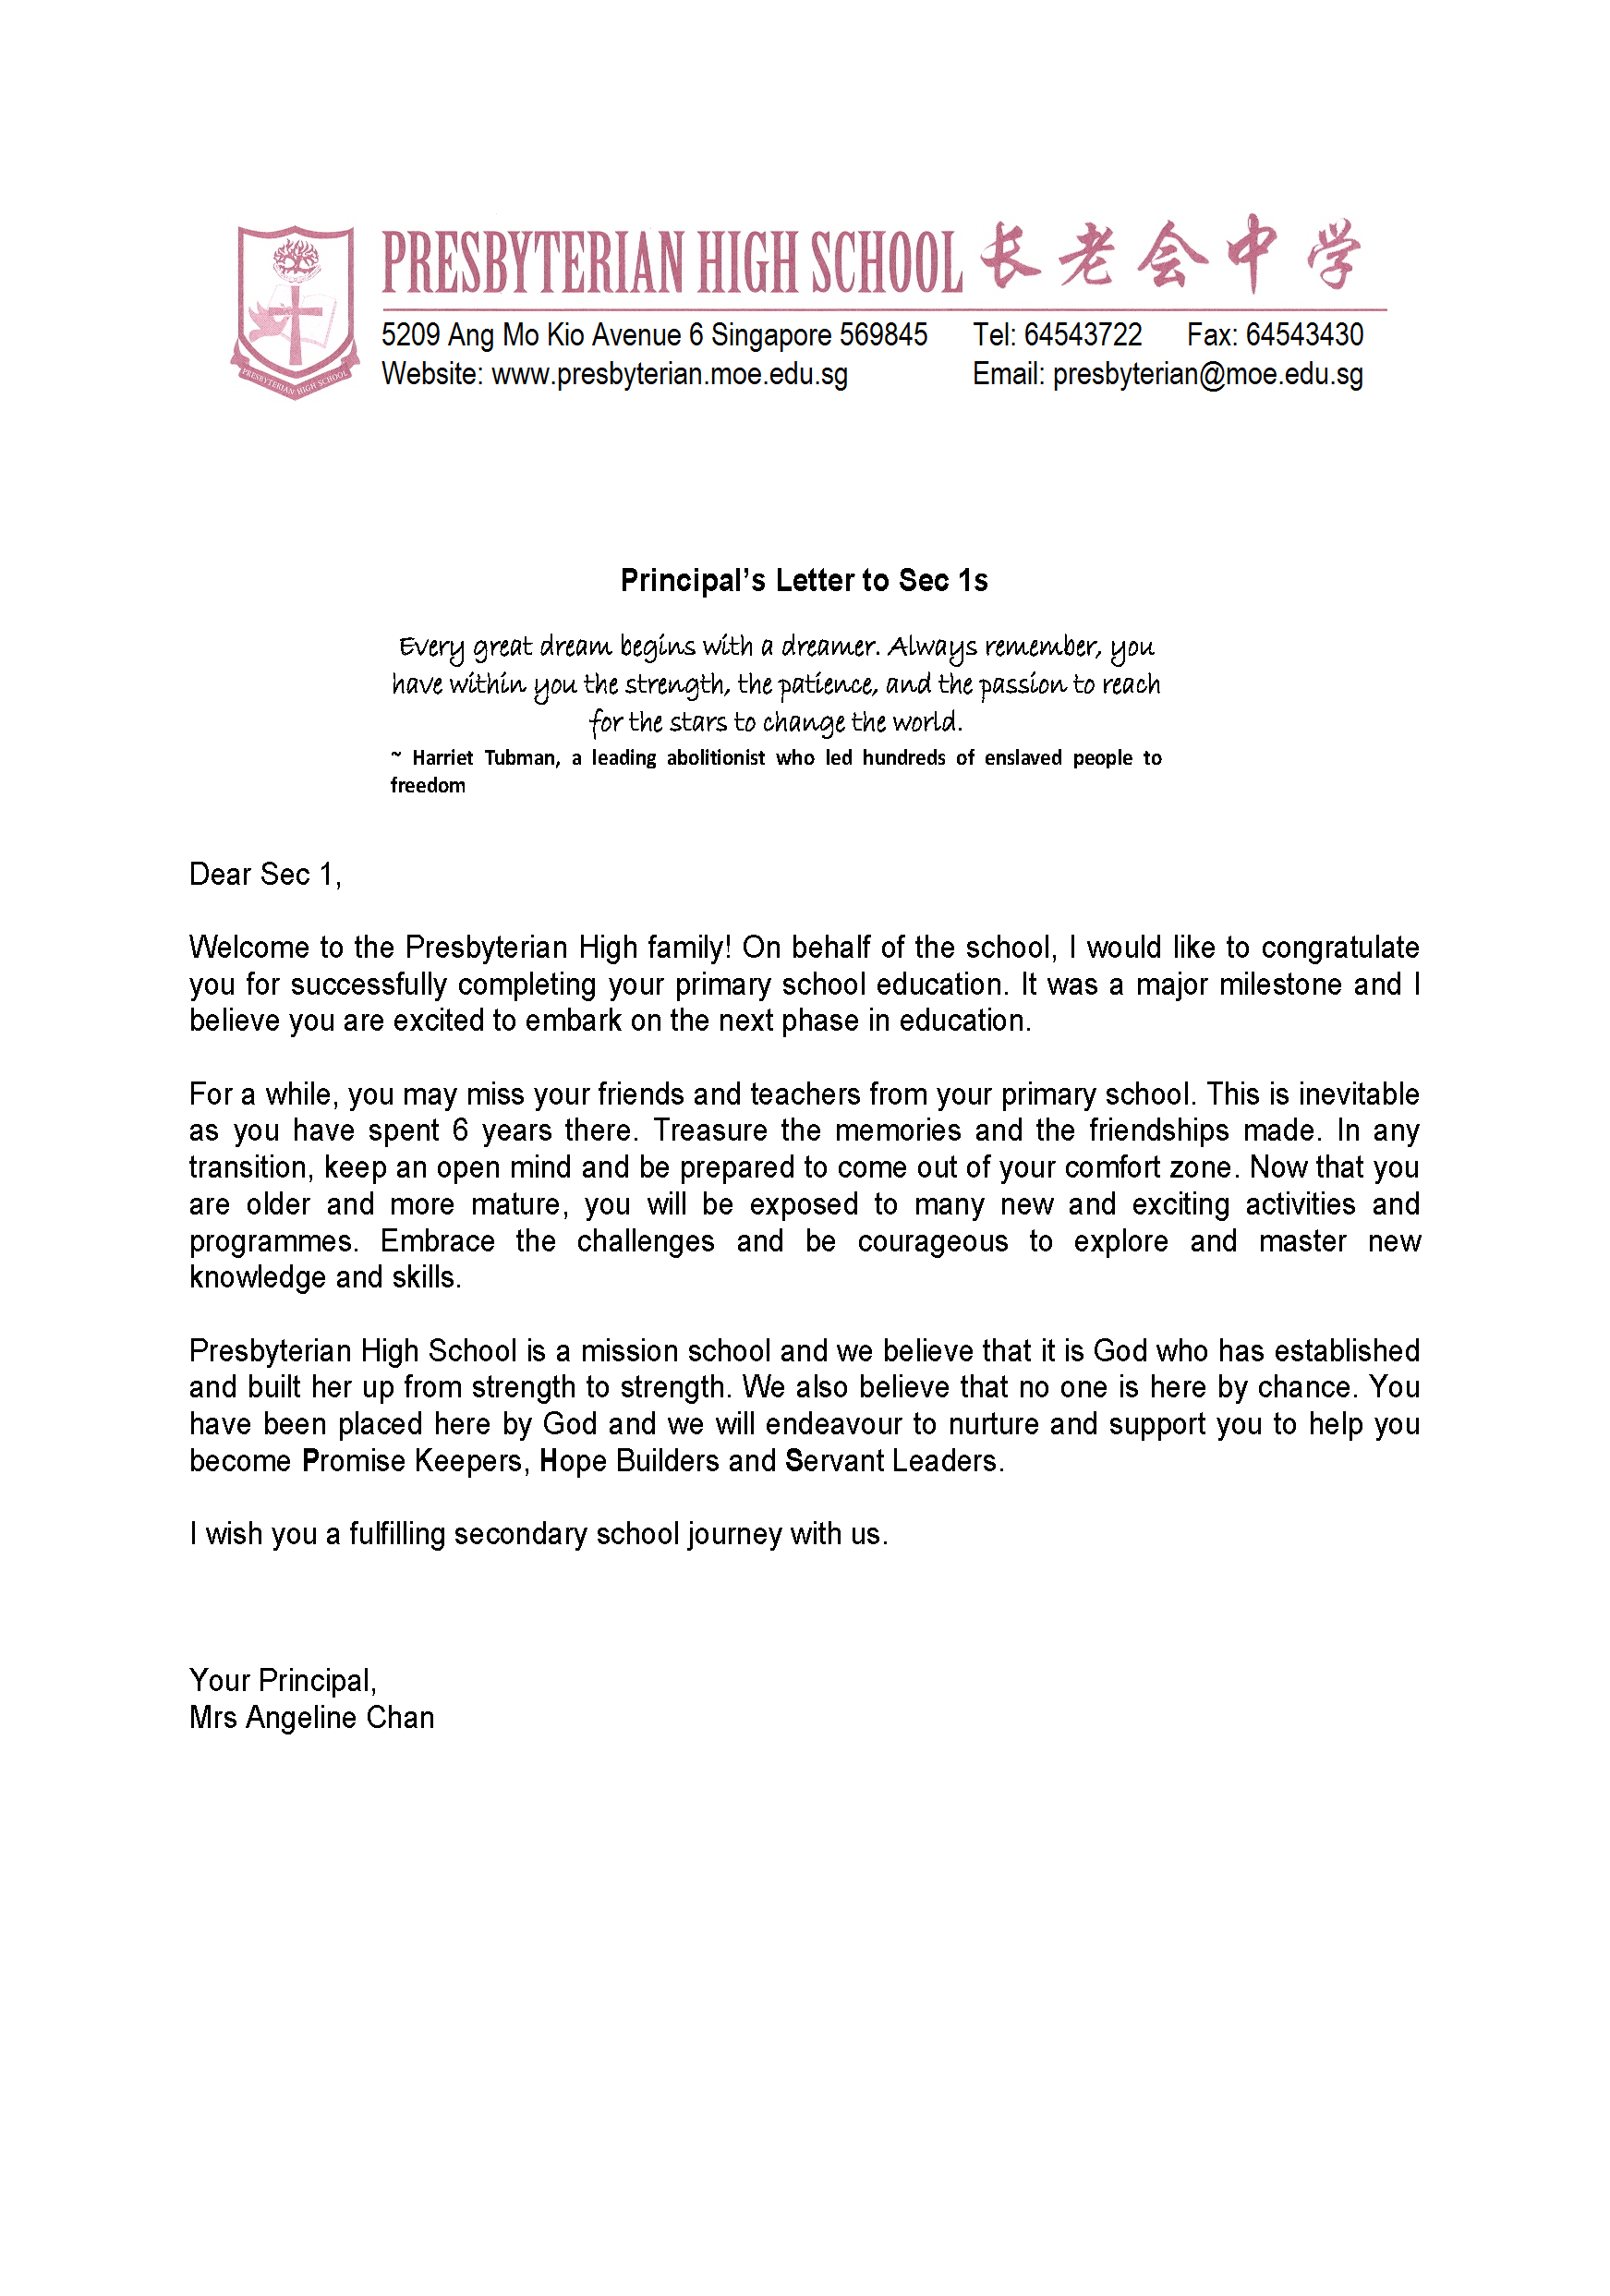 PRESBYTERIAN HIGH SCHOOL 长老会中学
5209 Ang Mo Kio Avenue 6 Singapore 569845 Tel: 64543722 Fax: 64543430
Website: www.presbyterian.moe.edu.sg Email: presbyterian@moe.edu.sg
PRESBYTERIAN HIGH SCHOOL
Principal’s Letter to Sec 1s
Every great dream begins with a dreamer. Always remember, you
have within you the strength, the patience, and the passion to reach
for the stars to change the world.
~ Harriet Tubman, a leading abolitionist who led hundreds of enslaved people to
freedom
Dear Sec 1,
Welcome to the Presbyterian High family! On behalf of the school, I would like to congratulate
you for successfully completing your primary school education. It was a major milestone and I
believe you are excited to embark on the next phase in education.
For a while, you may miss your friends and teachers from your primary school. This is inevitable
as you have spent 6 years there. Treasure the memories and the friendships made. In any
transition, keep an open mind and be prepared to come out of your comfort zone. Now that you
are older and more mature, you will be exposed to many new and exciting activities and
programmes. Embrace the challenges and be courageous to explore and master new
knowledge and skills.
Presbyterian High School is a mission school and we believe that it is God who has established
and built her up from strength to strength. We also believe that no one is here by chance. You
have been placed here by God and we will endeavour to nurture and support you to help you
become Promise Keepers, Hope Builders and Servant Leaders.
I wish you a fulfilling secondary school journey with us.
Your Principal,
Mrs Angeline Chan